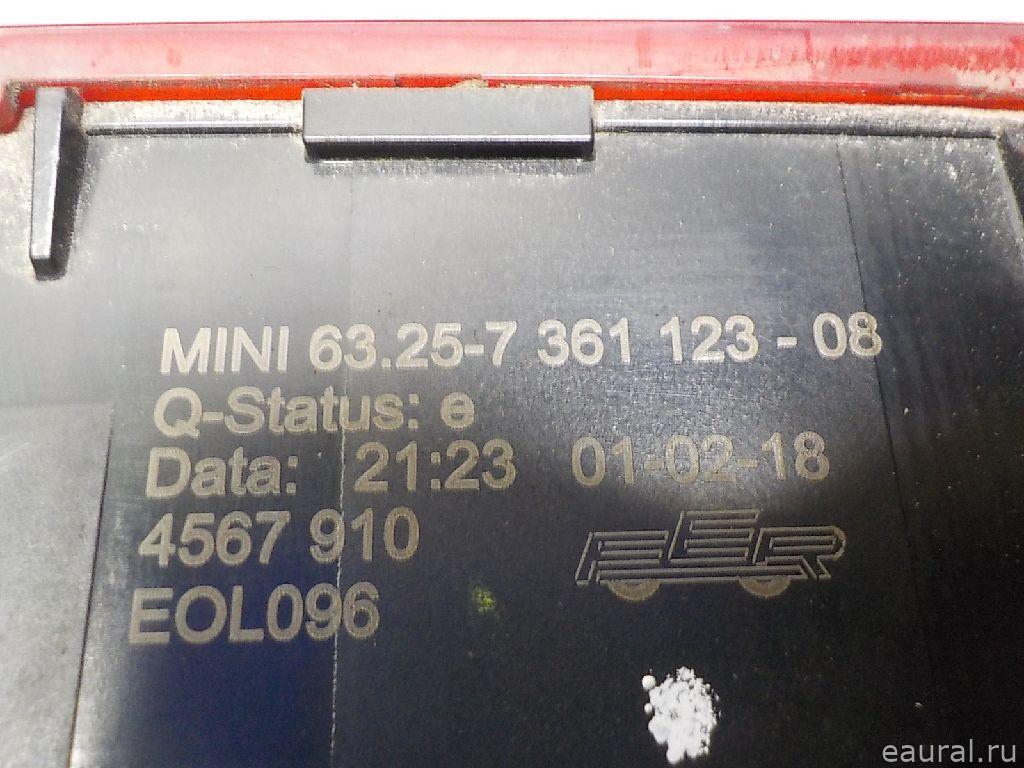 MINI 63.25-7 361 123 - 08
Q-Status: e
Data: 21:23 01-02-18
4567 910
FER
EOL096
eaural.ru